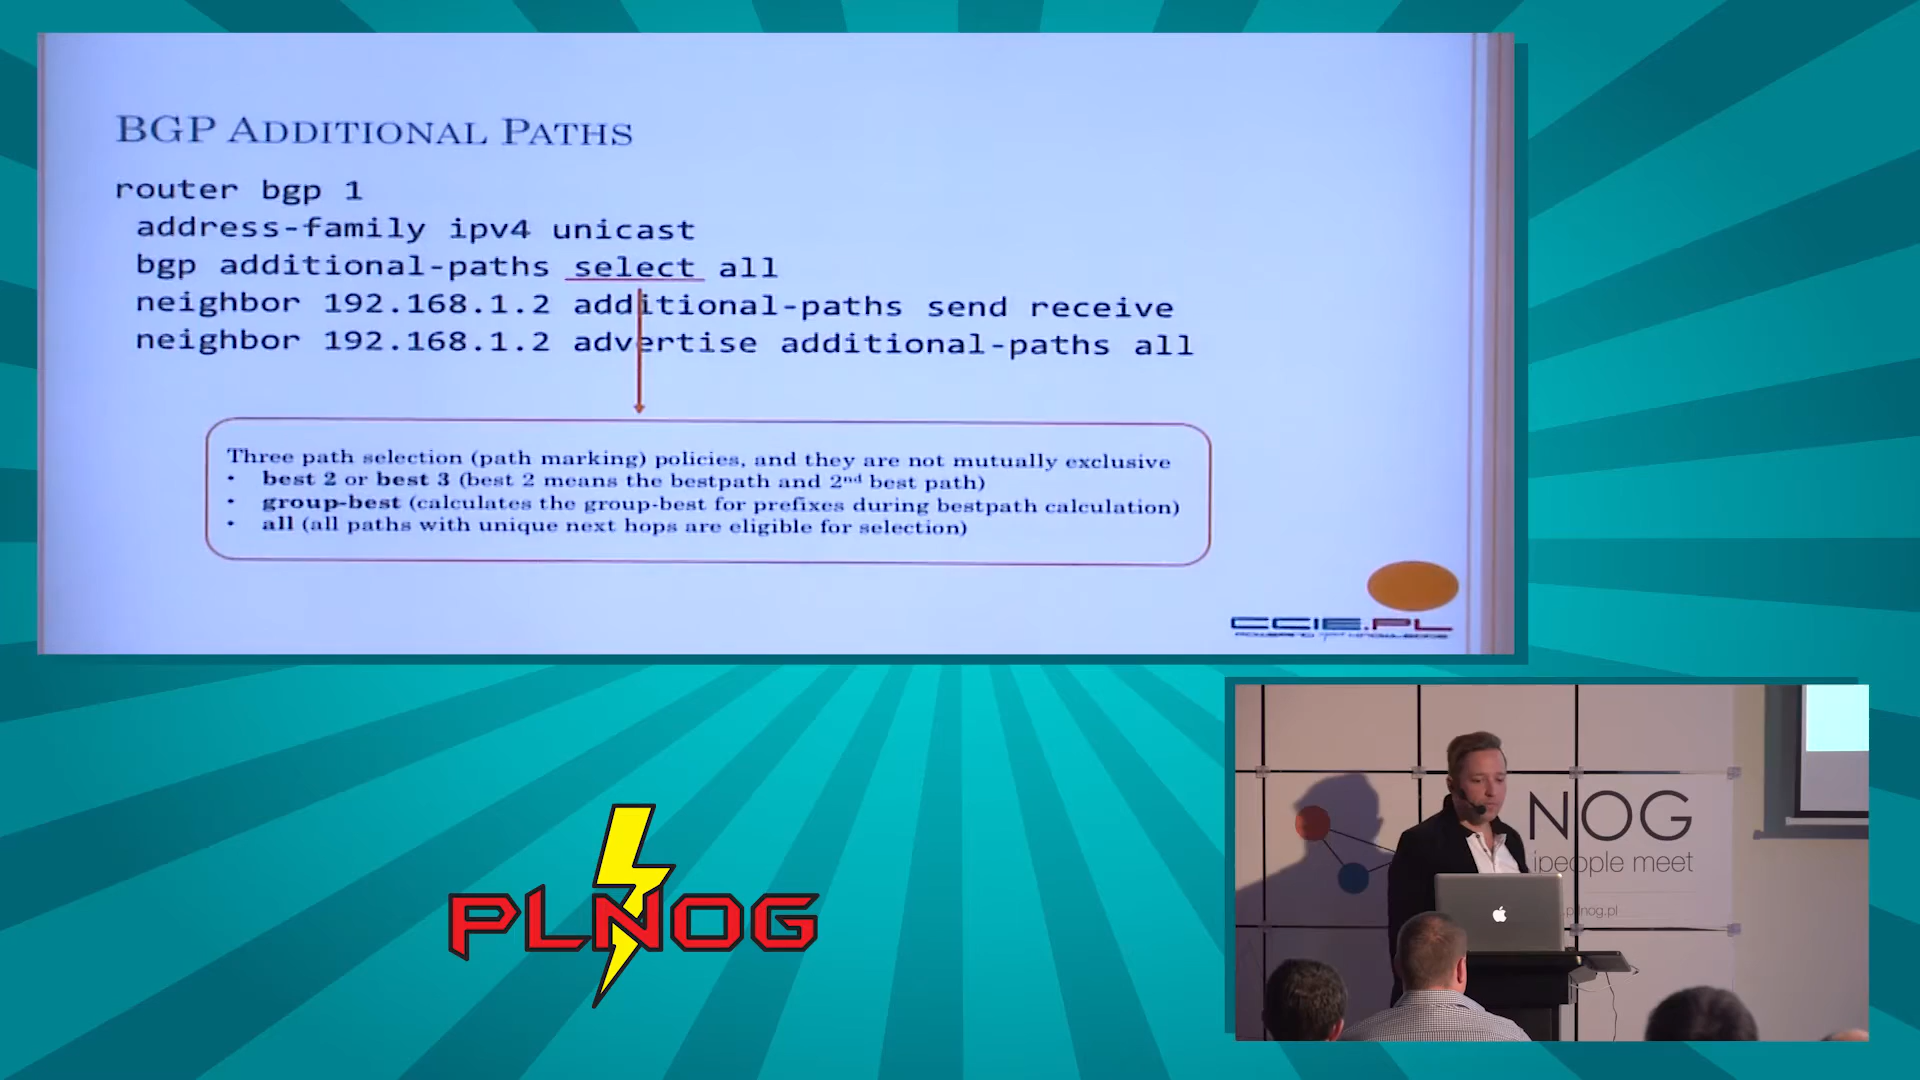 BGP ADDITIONAL PATHS
router bgp 1
address-family ipv4 unicast
bgp additional-paths select all
neighbor 192.168.1.2 additional-paths send receive
neighbor 192.168.1.2 advertise additional-paths all
Three path selection (path marking) policies, and they are not mutually exclusive
• best 2 or best 3 (best 2 means the bestpath and 2nd best path)
• group-best (calculates the group-best for prefixes during bestpath calculation)
• all (all paths with unique next hops are eligible for selection)
CCIE.PL
POWERING your KNOWLEDGE
PLNOG
NOG
ipeople meet
plnog.pl